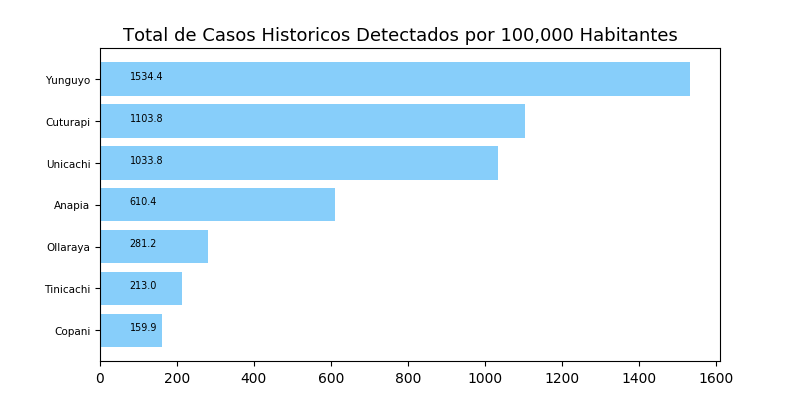 Total de Casos Historicos Detectados por 100,000 Habitantes
Yunguyo 1534.4
Cuturapi 1103.8
Unicachi 1033.8
Anapia 610.4
Ollaraya 281.2
Tinicachi 213.0
Copani 159.9
0 200 400 600 800 1000 1200 1400 1600